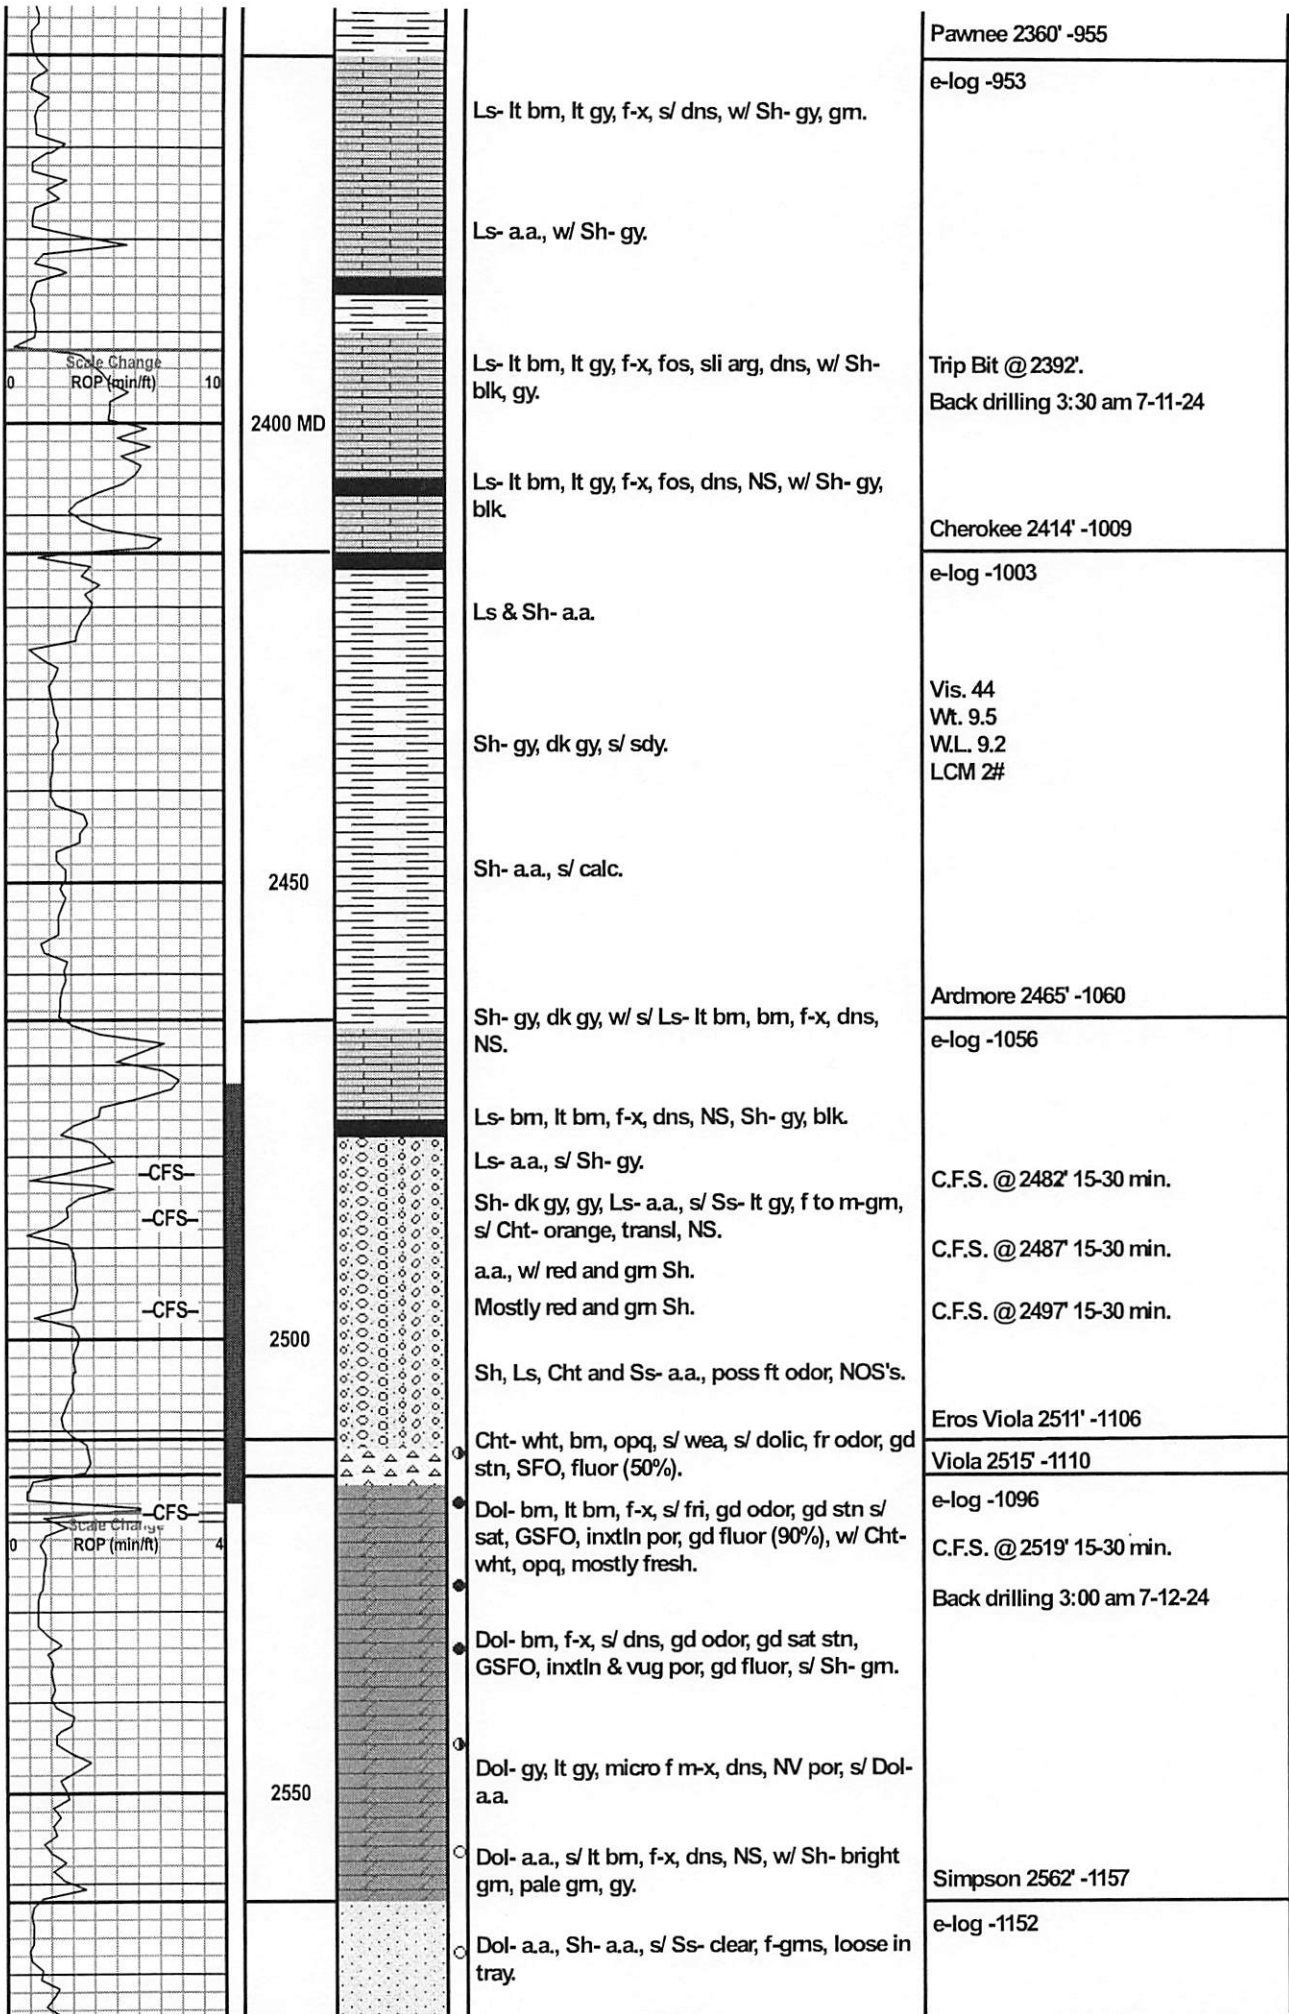 Pawnee 2360' -955
e-log -953
Ls- lt brn, lt gy, f-x, s/ dns, w/ Sh- gy, grn.
Ls- a.a., w/ Sh- gy.
Scale Change
0 ROP (min/ft) 10
Ls- lt brn, lt gy, f-x, fos, sli arg, dns, w/ Sh-
blk, gy.
Trip Bit @ 2392'.
Back drilling 3:30 am 7-11-24
2400 MD
Ls- lt brn, lt gy, f-x, fos, dns, NS, w/ Sh- gy,
blk.
Cherokee 2414' -1009
e-log -1003
Ls & Sh- a.a.
Vis. 44
Wt. 9.5
W.L. 9.2
LCM 2#
Sh- gy, dk gy, s/ sdy.
Sh- a.a., s/ calc.
2450
Ardmore 2465' -1060
Sh- gy, dk gy, w/ s/ Ls- lt brn, brn, f-x, dns,
NS.
e-log -1056
Ls- brn, lt brn, f-x, dns, NS, Sh- gy, blk.
Ls- a.a., s/ Sh- gy.
-CFS-
C.F.S. @ 2482' 15-30 min.
Sh- dk gy, gy, Ls- a.a., s/ Ss- lt gy, f to m-grn,
s/ Cht- orange, transl, NS.
-CFS-
C.F.S. @ 2487' 15-30 min.
a.a., w/ red and grn Sh.
Mostly red and grn Sh.
-CFS-
C.F.S. @ 2497' 15-30 min.
2500
Sh, Ls, Cht and Ss- a.a., poss ft odor, NOS's.
Eros Viola 2511' -1106
Cht- wht, brn, opq, s/ wea, s/ dolic, fr odor, gd
stn, SFO, fluor (50%).
Viola 2515' -1110
e-log -1096
Dol- brn, lt brn, f-x, s/ fri, gd odor, gd stn s/
sat, GSFO, inxtln por, gd fluor (90%), w/ Cht-
wht, opq, mostly fresh.
-CFS-
Scale Change
0 ROP (min/ft) 4
C.F.S. @ 2519' 15-30 min.
Back drilling 3:00 am 7-12-24
Dol- brn, f-x, s/ dns, gd odor, gd sat stn,
GSFO, inxtln & vug por, gd fluor, s/ Sh- grn.
Dol- gy, lt gy, micro f m-x, dns, NV por, s/ Dol-
a.a.
2550
Dol- a.a., s/ lt brn, f-x, dns, NS, w/ Sh- bright
grn, pale grn, gy.
Simpson 2562' -1157
e-log -1152
Dol- a.a., Sh- a.a., s/ Ss- clear, f-grns, loose in
tray.